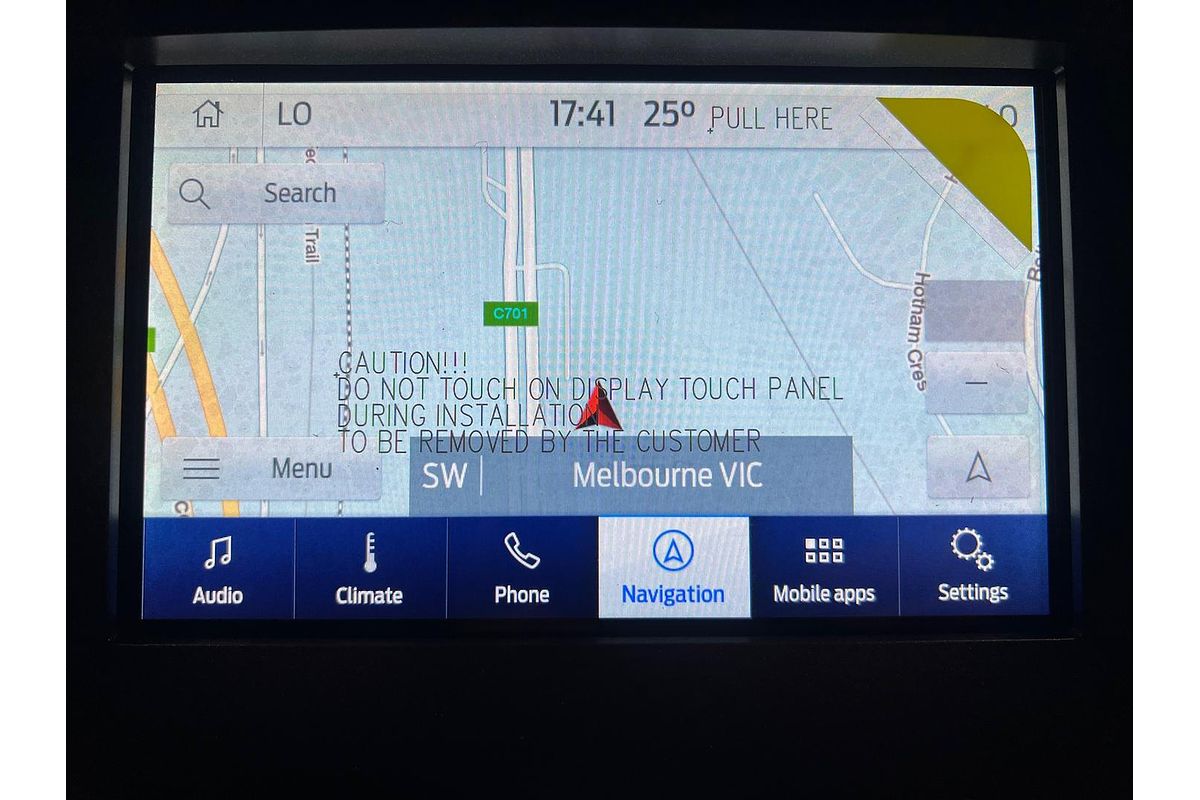 LO 17:41 25º PULL HERE
Search
Trail
C701
Hotham Cres
CAUTION!!!
DO NOT TOUCH ON DISPLAY TOUCH PANEL
DURING INSTALLATION
TO BE REMOVED BY THE CUSTOMER
Menu
SW Melbourne VIC
Audio Climate Phone Navigation Mobile apps Settings